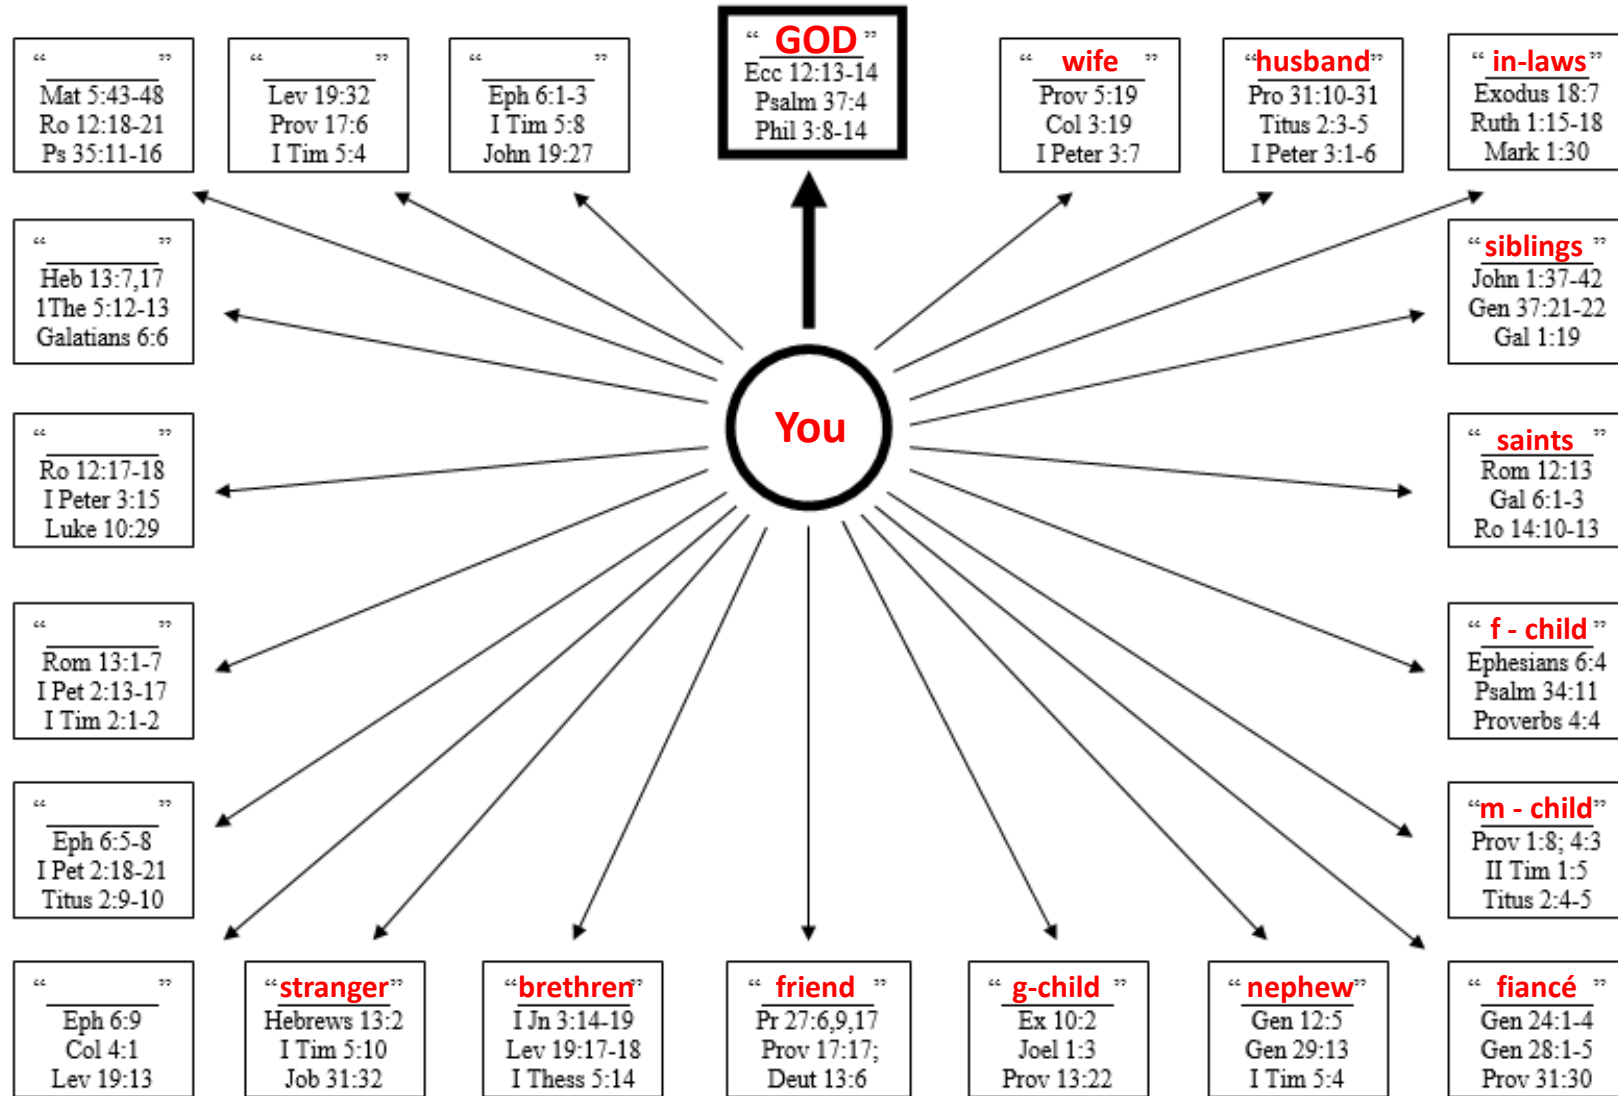 “ ”
Mat 5:43-48
Ro 12:18-21
Ps 35:11-16
“ ”
Lev 19:32
Prov 17:6
I Tim 5:4
“ ”
Eph 6:1-3
I Tim 5:8
John 19:27
“ GOD ”
Ecc 12:13-14
Psalm 37:4
Phil 3:8-14
“ wife ”
Prov 5:19
Col 3:19
I Peter 3:7
“husband”
Pro 31:10-31
Titus 2:3-5
I Peter 3:1-6
“ in-laws ”
Exodus 18:7
Ruth 1:15-18
Mark 1:30
“ ”
Heb 13:7,17
1The 5:12-13
Galatians 6:6
“siblings”
John 1:37-42
Gen 37:21-22
Gal 1:19
You
“ ”
Ro 12:17-18
I Peter 3:15
Luke 10:29
“ saints ”
Rom 12:13
Gal 6:1-3
Ro 14:10-13
“ ”
Rom 13:1-7
I Pet 2:13-17
I Tim 2:1-2
“ f - child ”
Ephesians 6:4
Psalm 34:11
Proverbs 4:4
“ ”
Eph 6:5-8
I Pet 2:18-21
Titus 2:9-10
“m - child”
Prov 1:8; 4:3
II Tim 1:5
Titus 2:4-5
“ ”
Eph 6:9
Col 4:1
Lev 19:13
“stranger”
Hebrews 13:2
I Tim 5:10
Job 31:32
“brethren”
I Jn 3:14-19
Lev 19:17-18
I Thess 5:14
“ friend ”
Pr 27:6,9,17
Prov 17:17;
Deut 13:6
“ g-child ”
Ex 10:2
Joel 1:3
Prov 13:22
“nephew”
Gen 12:5
Gen 29:13
I Tim 5:4
“ fiancé ”
Gen 24:1-4
Gen 28:1-5
Prov 31:30